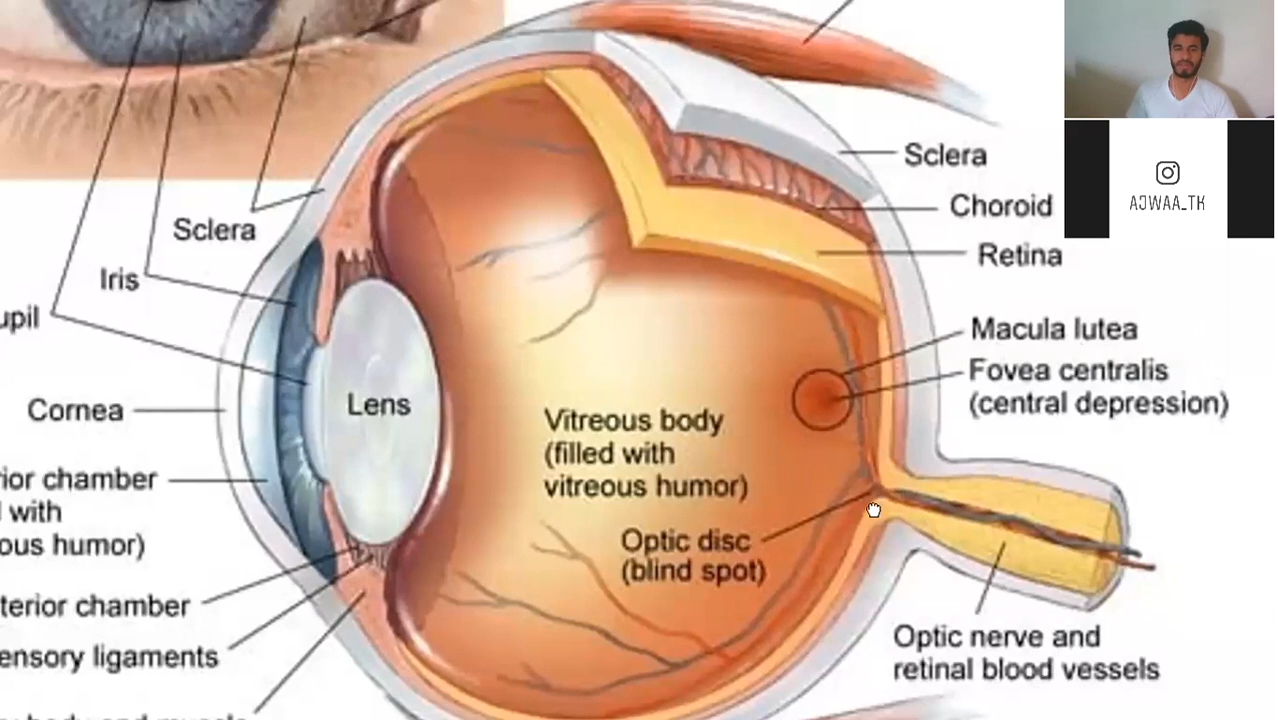 Sclera
Choroid
Retina
Macula lutea
Fovea centralis
(central depression)
Sclera
Iris
upil
Cornea
Lens
Vitreous body
(filled with
vitreous humor)
Optic disc
(blind spot)
rior chamber
with
ous humor)
terior chamber
ensory ligaments
Optic nerve and
retinal blood vessels
AJWAA_TK